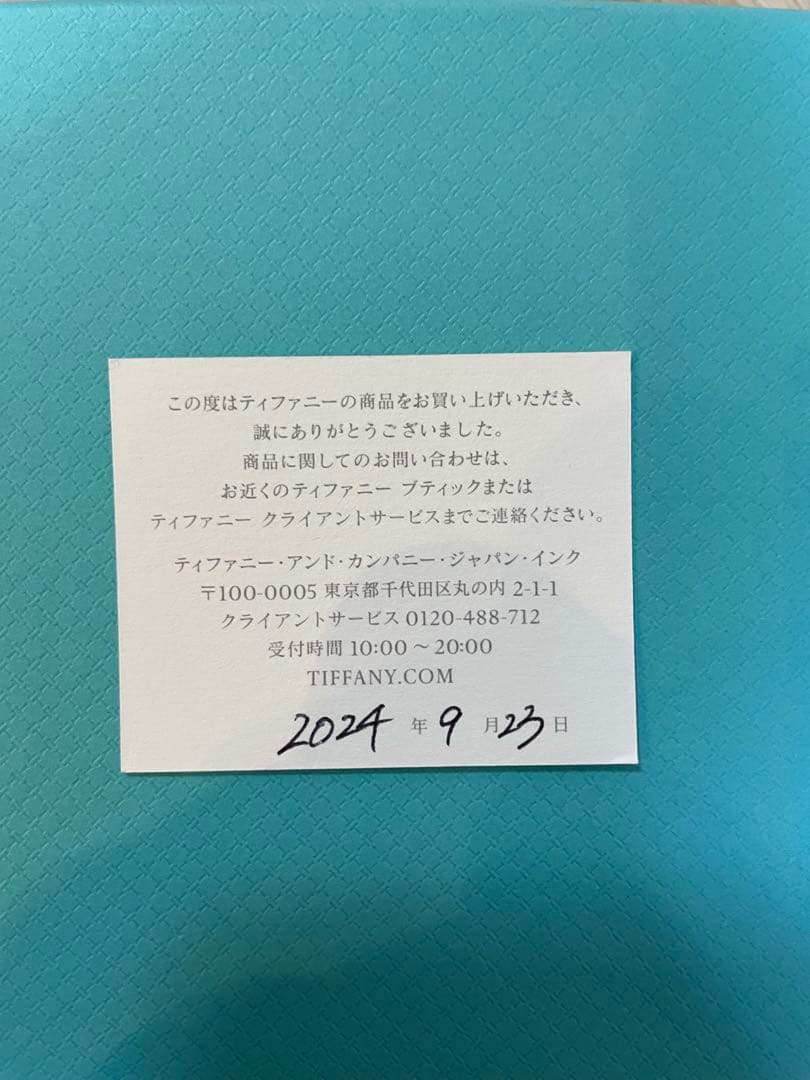 この度はティファニーの商品をお買い上げいただき、
誠にありがとうございました。
商品に関してのお問い合わせは、
お近くのティファニー ブティックまたは
ティファニー クライアントサービスまでご連絡ください。
ティファニー・アンド・カンパニー・ジャパン・インク
〒100-0005 東京都千代田区丸の内 2-1-1
クライアントサービス 0120-488-712
受付時間 10:00 〜 20:00
TIFFANY.COM
2024 年 9 月 23 日